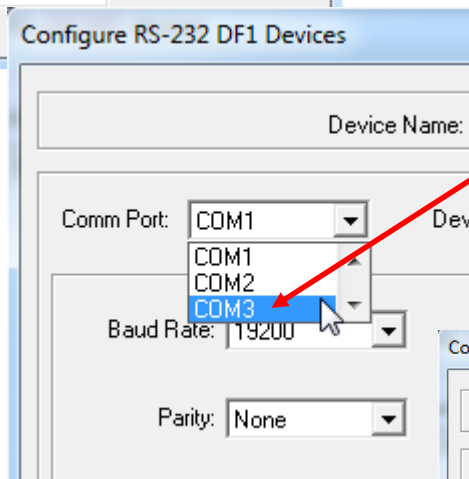 Configure RS-232 DF1 Devices
Device Name:
Comm Port: COM1
Dev
COM1
COM2
COM3
Baud Rate: 19200
Co
Parity: None